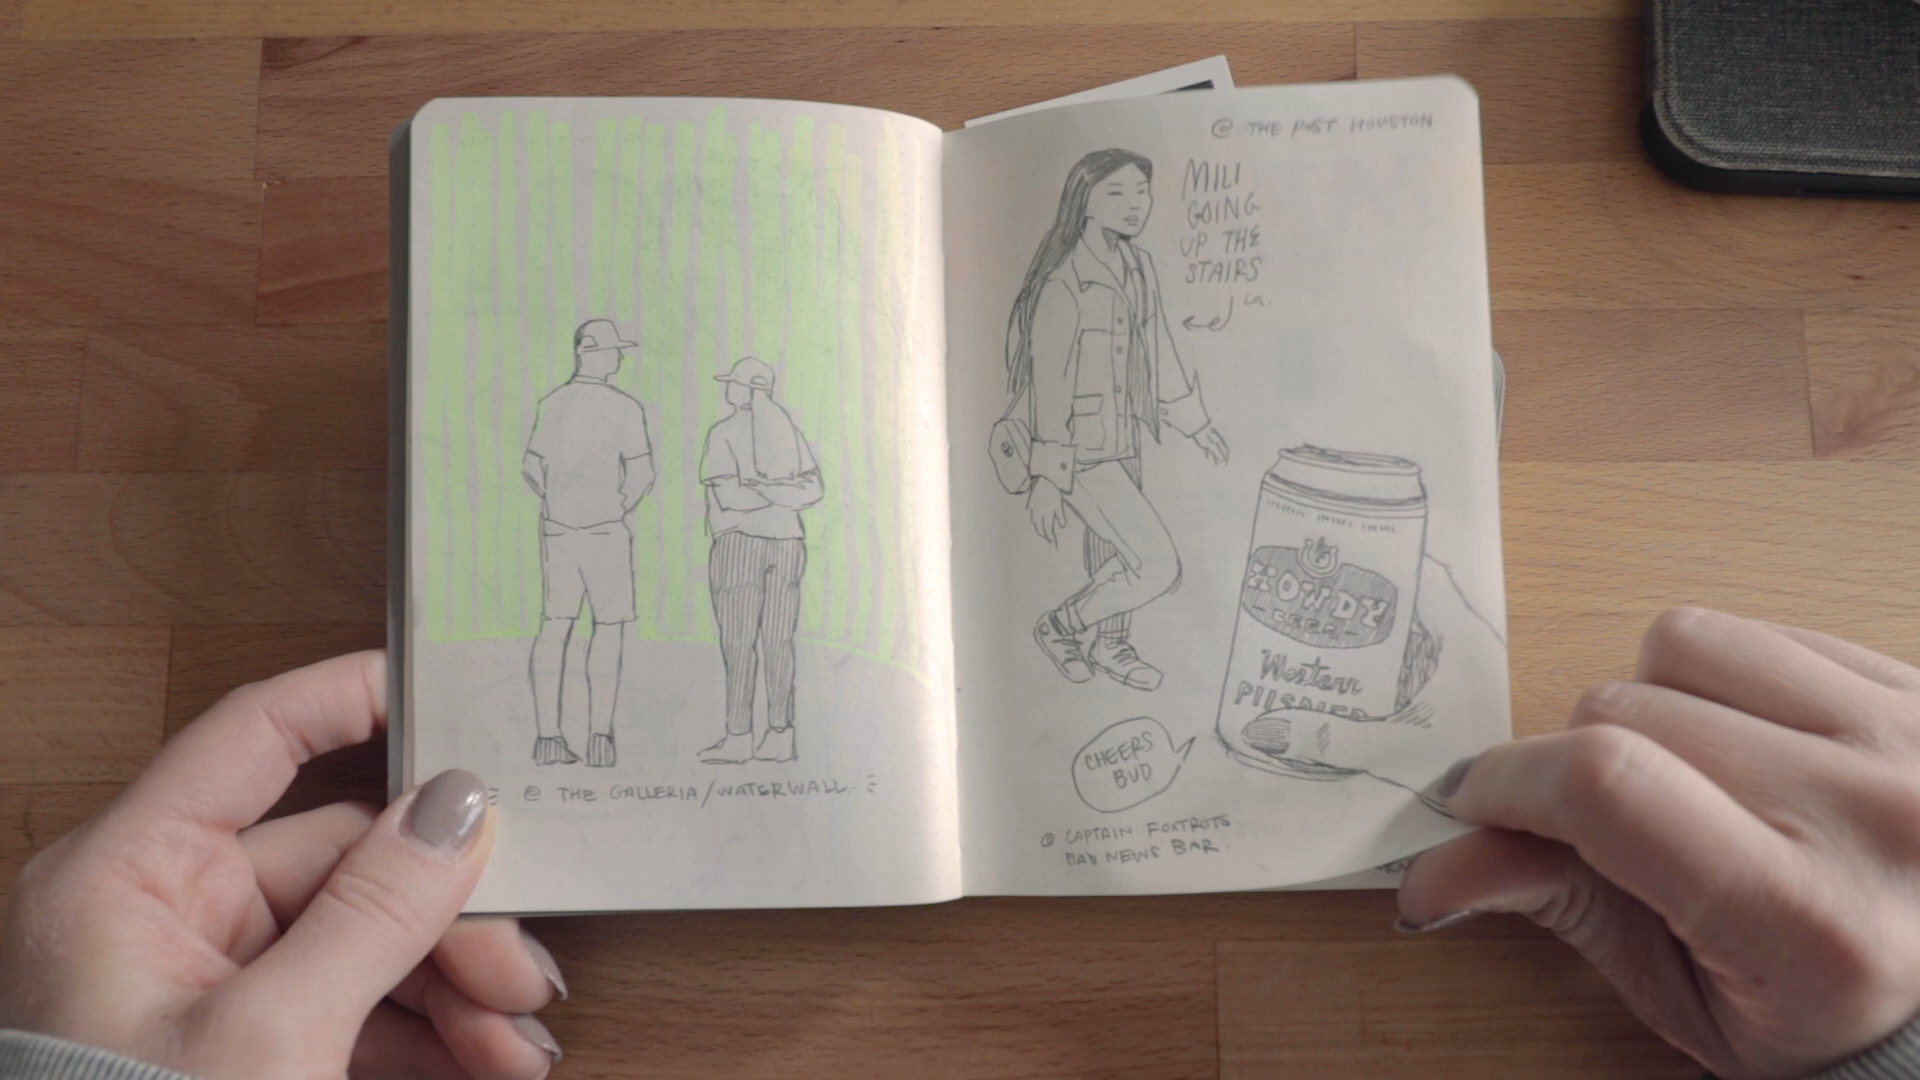 @ THE GALLERIA/WATERWALL.
@ THE POST HOUSTON
MILI
GOING
UP THE
STAIRS
HOWDY
BEER
Western
PILSNER
CHEERS
BUD
@ CAPTAIN FOXTROTS
BAD NEWS BAR.